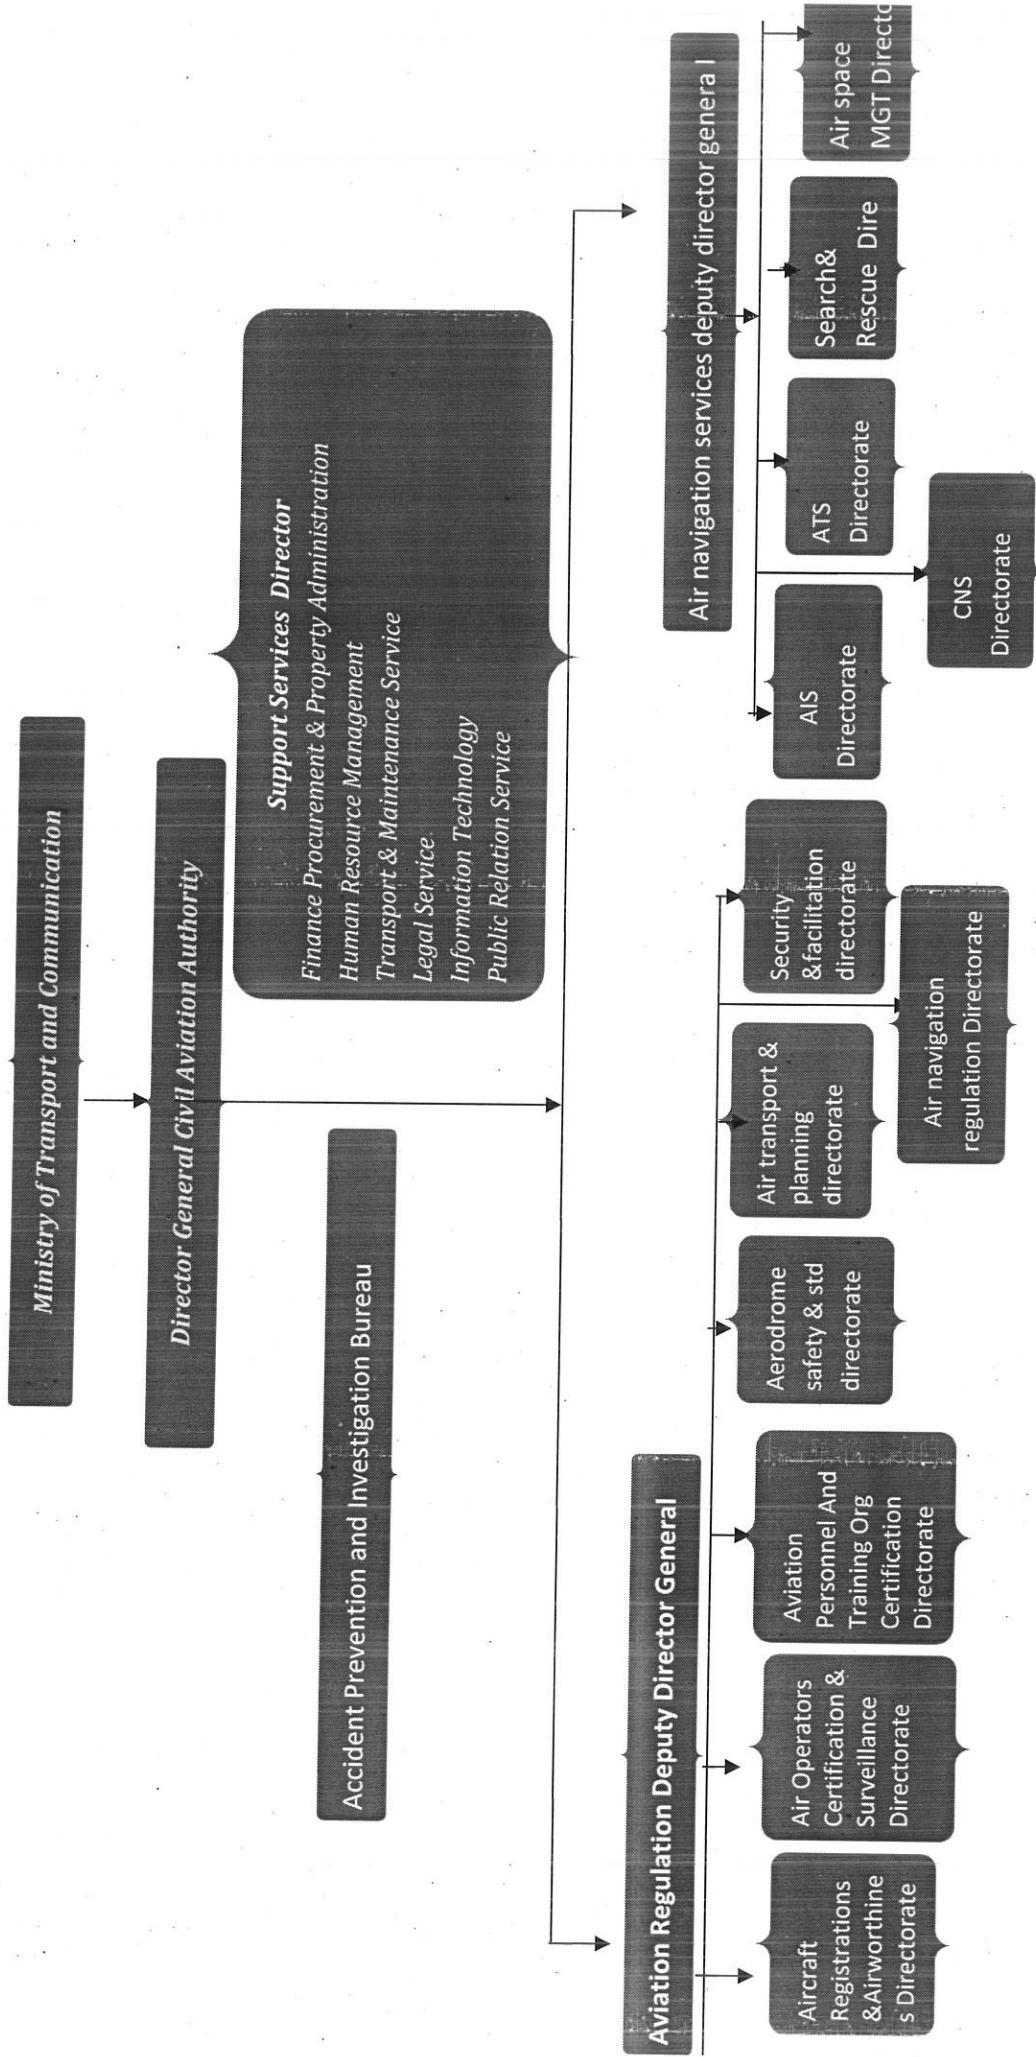 Ministry of Transport and Communication
Director General Civil Aviation Authority
Support Services Director
Finance Procurement & Property Administration
Human Resource Management
Transport & Maintenance Service
Legal Service
Information Technology
Public Relation Service
Accident Prevention and Investigation Bureau
Aviation Regulation Deputy Director General
Air navigation services deputy director general l
Aircraft
Registrations
&Airworthine
s Directorate
Air Operators
Certification &
Surveillance
Directorate
Aviation
Personnel And
Training Org
Certification
Directorate
Aerodrome
safety & std
directorate
Air transport &
planning
directorate
Security
&facilitation
directorate
Air navigation
regulation Directorate
AIS
Directorate
ATS
Directorate
CNS
Directorate
Search&
Rescue Dire
Air space
MGT Directo